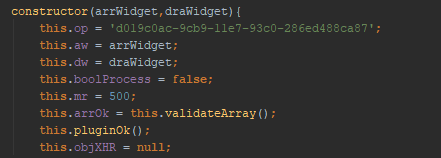 constructor(arrWidget,draWidget){
this.op = 'd019c0ac-9cb9-11e7-93c0-286ed488ca87';
this.aw = arrWidget;
this.dw = draWidget;
this.boolProcess = false;
this.mr = 500;
this.arrOk = this.validateArray();
this.pluginOk();
this.objXHR = null;